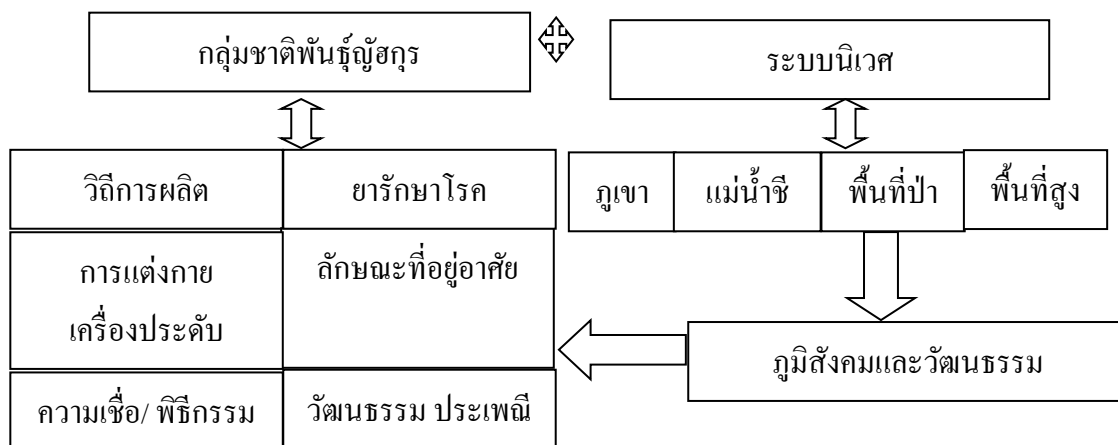 กลุ่มชาติพันธุ์ญัฮกุร
ระบบนิเวศ
วิถีการผลิต
ยารักษาโรค
ภูเขา
แม่น้ำชี
พื้นที่ป่า
พื้นที่สูง
การแต่งกาย
เครื่องประดับ
ลักษณะที่อยู่อาศัย
ภูมิสังคมและวัฒนธรรม
ความเชื่อ/ พิธีกรรม
วัฒนธรรม ประเพณี